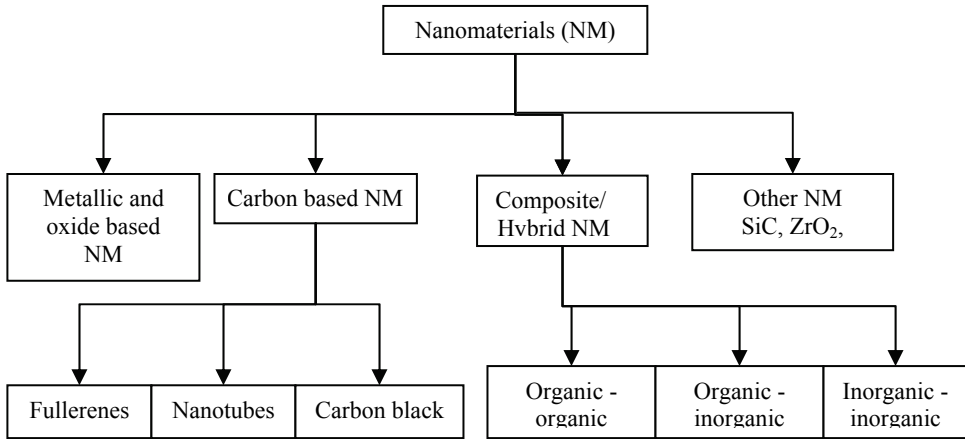 Nanomaterials (NM)
Metallic and
oxide based
NM
Carbon based NM
Composite/
Hvbrid NM
Other NM
SiC, ZrO₂,
Fullerenes
Nanotubes
Carbon black
Organic -
organic
Organic -
inorganic
Inorganic -
inorganic